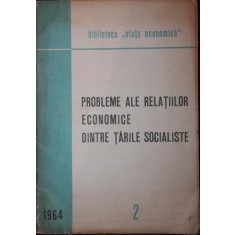 biblioteca „viața economică"
PROBLEME ALE RELAȚIILOR
ECONOMICE
DINTRE ȚĂRILE SOCIALISTE
1964 2